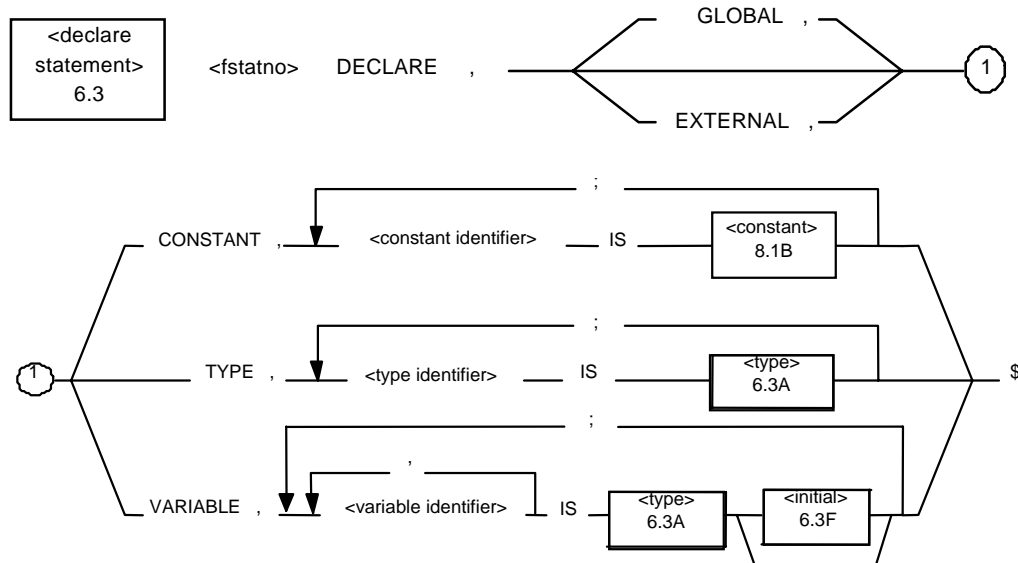 GLOBAL ,
<declare
statement>
6.3
<fstatno> DECLARE ,
1
EXTERNAL ,
;
CONSTANT , <constant identifier> IS <constant>
8.1B
;
1
TYPE , <type identifier> IS <type>
6.3A
$
;
,
VARIABLE , <variable identifier> IS <type>
6.3A
<initial>
6.3F